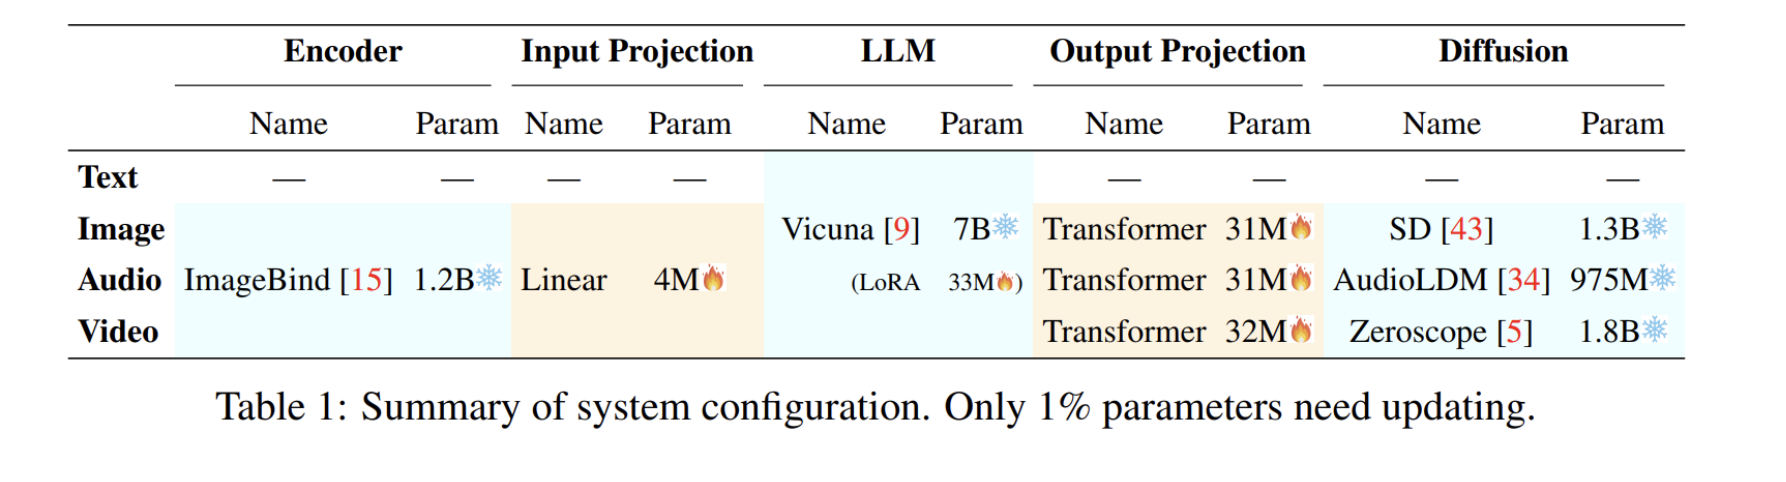 Encoder Input Projection LLM Output Projection Diffusion
Name Param Name Param Name Param Name Param Name Param
Text — — — — — — — —
Image Vicuna [9] 7B❄️ Transformer 31M🔥 SD [43] 1.3B❄️
Audio ImageBind [15] 1.2B❄️ Linear 4M🔥 (LoRA 33M🔥) Transformer 31M🔥 AudioLDM [34] 975M❄️
Video Transformer 32M🔥 Zeroscope [5] 1.8B❄️
Table 1: Summary of system configuration. Only 1% parameters need updating.